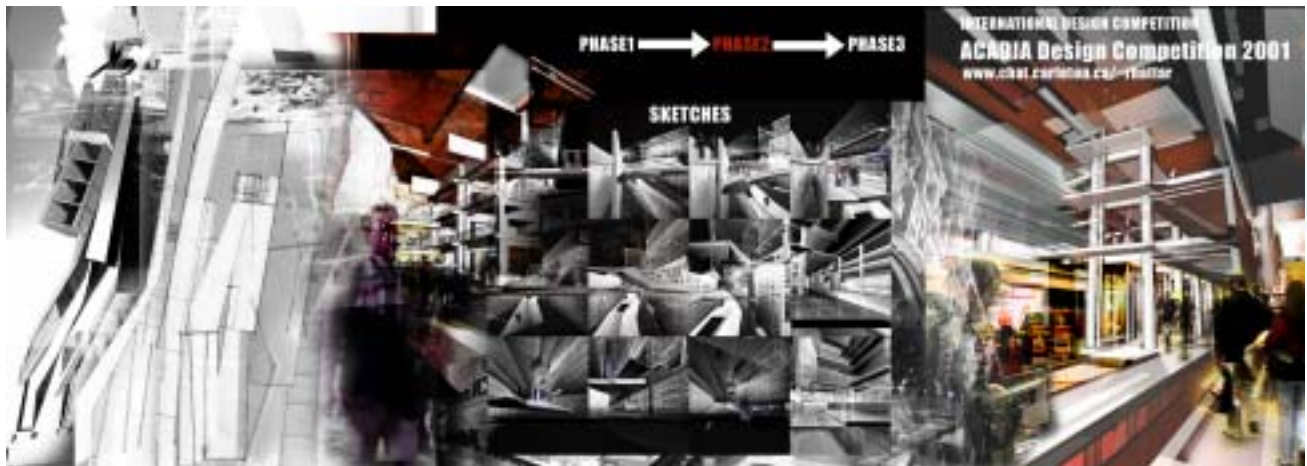 PHASE1 PHASE2 PHASE3
SKETCHES
INTERNATIONAL DESIGN COMPETITION
ACADIA Design Competition 2001